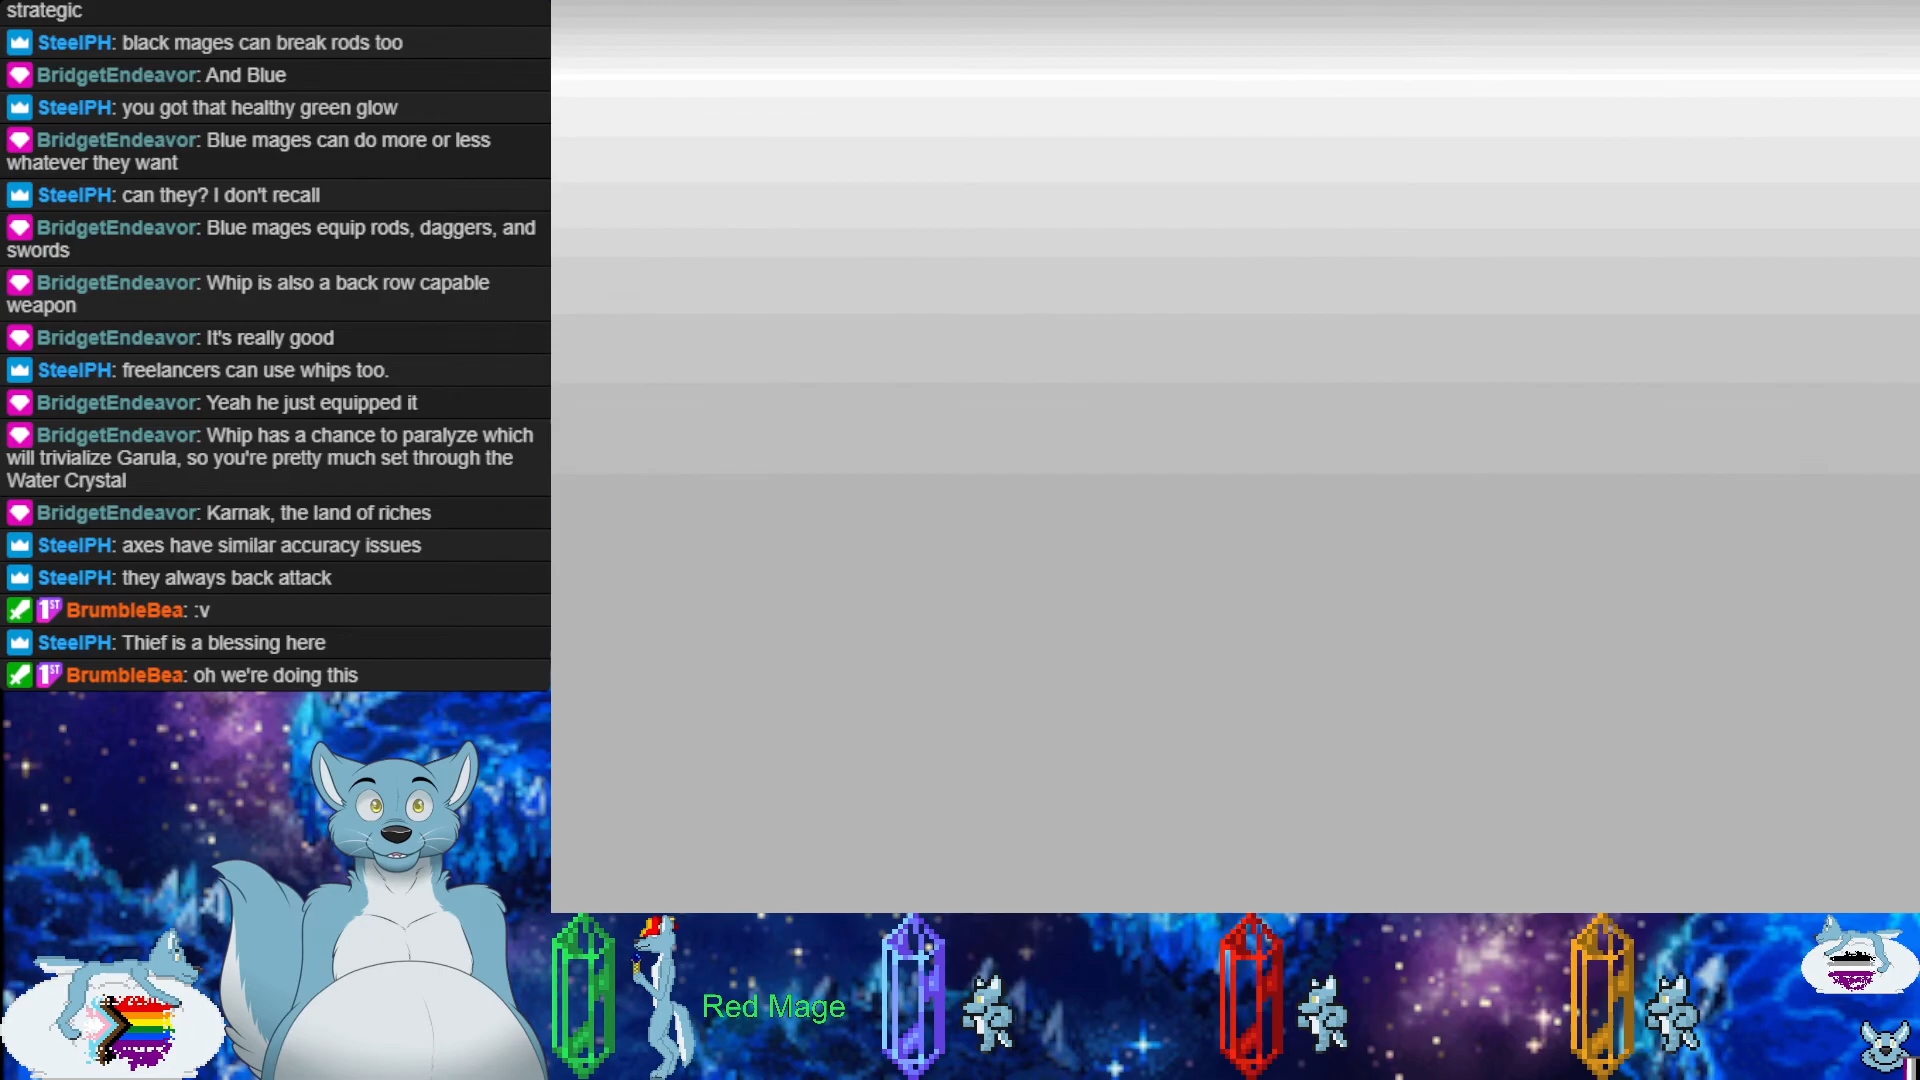 strategic
SteelPH: black mages can break rods too
BridgetEndeavor: And Blue
SteelPH: you got that healthy green glow
BridgetEndeavor: Blue mages can do more or less
whatever they want
SteelPH: can they? I don't recall
BridgetEndeavor: Blue mages equip rods, daggers, and
swords
BridgetEndeavor: Whip is also a back row capable
weapon
BridgetEndeavor: It's really good
SteelPH: freelancers can use whips too.
BridgetEndeavor: Yeah he just equipped it
BridgetEndeavor: Whip has a chance to paralyze which
will trivialize Garula, so you're pretty much set through the
Water Crystal
BridgetEndeavor: Karnak, the land of riches
SteelPH: axes have similar accuracy issues
SteelPH: they always back attack
1ST BrumbleBea: :v
SteelPH: Thief is a blessing here
1ST BrumbleBea: oh we're doing this
Red Mage